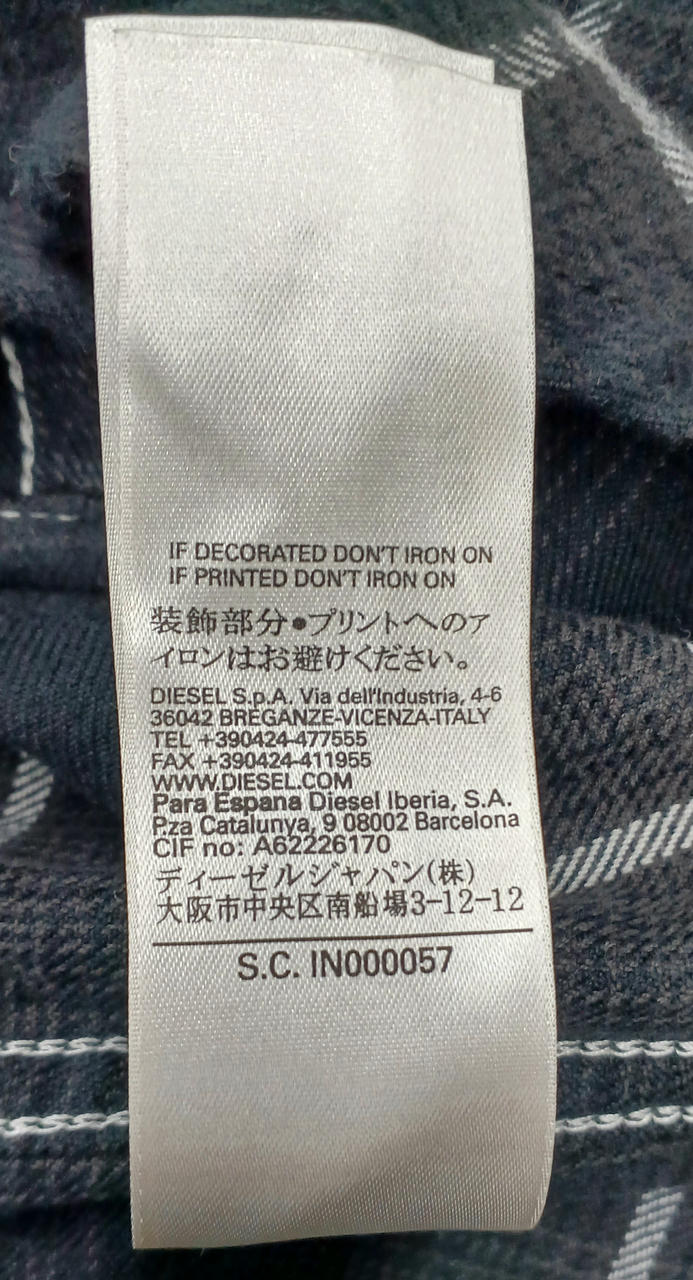 IF DECORATED DON'T IRON ON
IF PRINTED DON'T IRON ON
装飾部分●プリントへのア
イロンはお避けください。
DIESEL S.p.A. Via dell'Industria, 4-6
36042 BREGANZE-VICENZA-ITALY
TEL +390424-477555
FAX +390424-411955
WWW.DIESEL.COM
Para Espana Diesel Iberia, S.A.
P.za Catalunya, 9 08002 Barcelona
CIF no: A62226170
ディーゼルジャパン(株)
大阪市中央区南船場3-12-12
S.C. IN000057